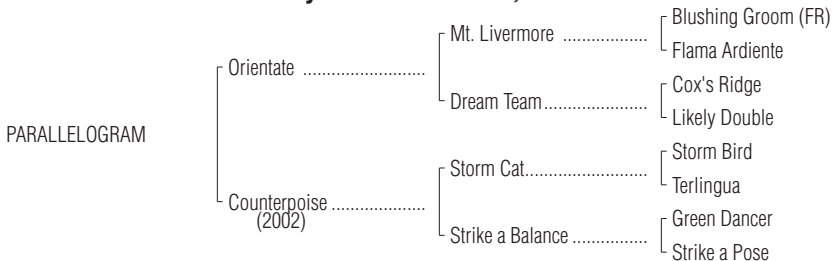 Blushing Groom (FR)
Mt. Livermore ..................
Flama Ardiente
Orientate ..........................
Cox's Ridge
Dream Team......................
Likely Double
PARALLELOGRAM
Storm Bird
Storm Cat..........................
Terlingua
Counterpoise ....................
(2002)
Green Dancer
Strike a Balance ................
Strike a Pose